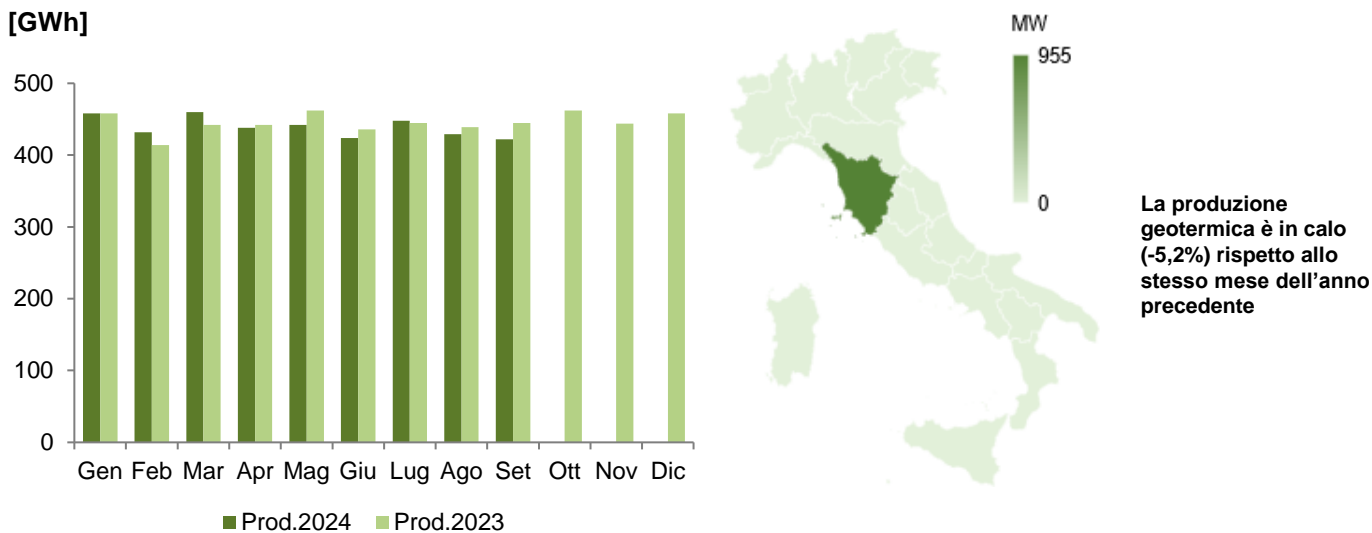 [GWh]
500
400
300
200
100
0
Gen Feb Mar Apr Mag Giu Lug Ago Set Ott Nov Dic
Prod.2024 Prod.2023
MW
955
0
La produzione
geotermica è in calo
(-5,2%) rispetto allo
stesso mese dell’anno
precedente